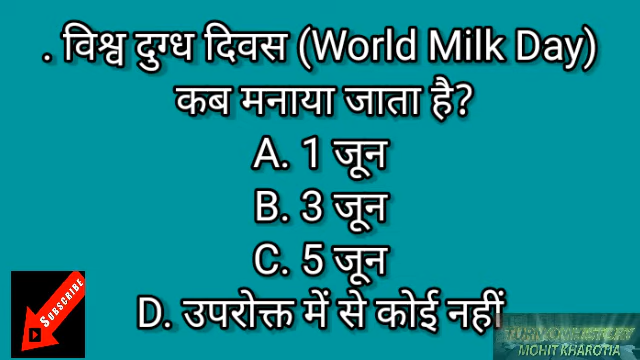 . विश्व दुग्ध दिवस (World Milk Day)
कब मनाया जाता है?
A. 1 जून
B. 3 जून
C. 5 जून
D. उपरोक्त में से कोई नहीं
SUBSCRIBE
MOHIT KHAROTIA